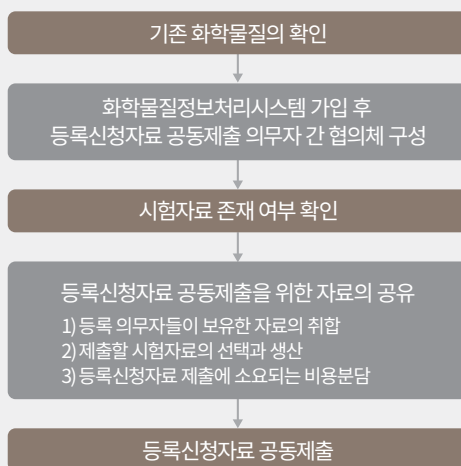 기존 화학물질의 확인
화학물질정보처리시스템 가입 후
등록신청자료 공동제출 의무자 간 협의체 구성
시험자료 존재 여부 확인
등록신청자료 공동제출을 위한 자료의 공유
1) 등록 의무자들이 보유한 자료의 취합
2) 제출할 시험자료의 선택과 생산
3) 등록신청자료 제출에 소요되는 비용분담
등록신청자료 공동제출